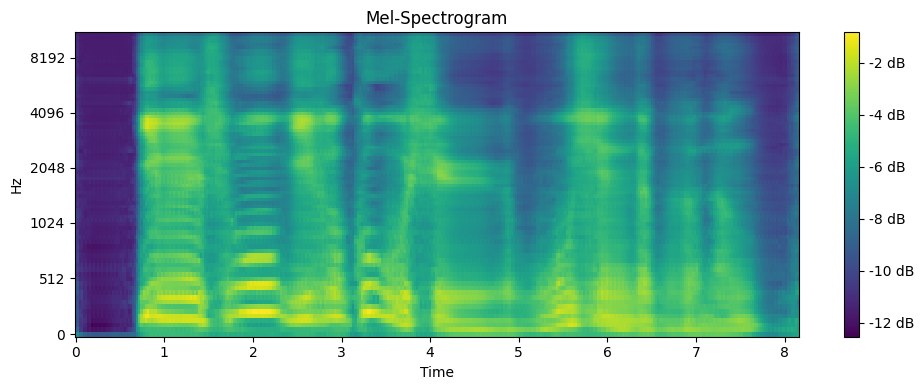 Mel-Spectrogram
8192
4096
2048
1024
512
0
Hz
0 1 2 3 4 5 6 7 8
Time
-2 dB
-4 dB
-6 dB
-8 dB
-10 dB
-12 dB